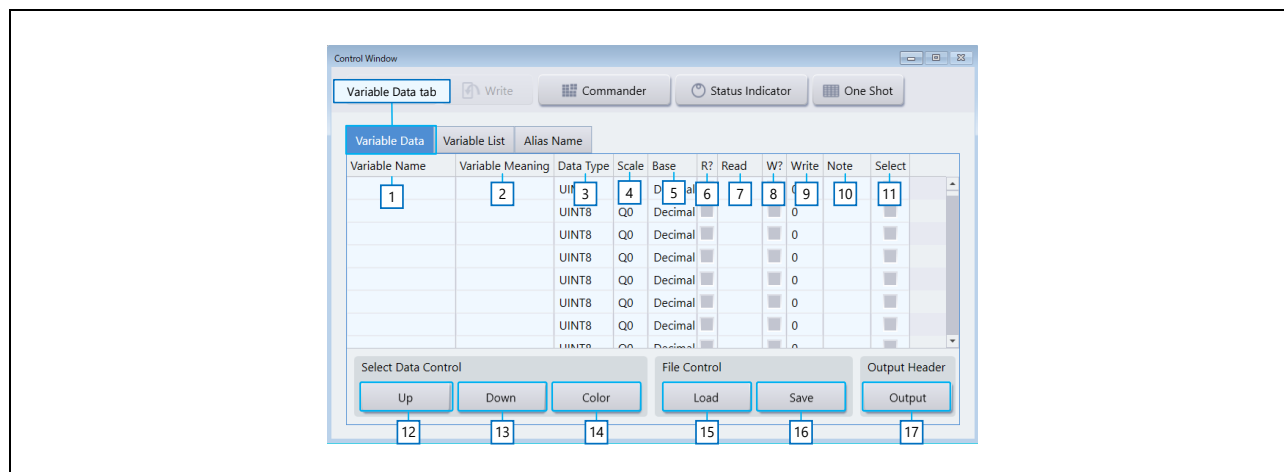 Control Window
Variable Data tab Write Commander Status Indicator One Shot
Variable Data Variable List Alias Name
Variable Name Variable Meaning Data Type Scale Base R? Read W? Write Note Select
1 2 3 4 5 6 7 8 9 10 11
UINT8 Q0 Decimal 0
UINT8 Q0 Decimal 0
UINT8 Q0 Decimal 0
UINT8 Q0 Decimal 0
UINT8 Q0 Decimal 0
UINT8 Q0 Decimal 0
UINT8 Q0 Decimal 0
Select Data Control File Control Output Header
Up Down Color Load Save Output
12 13 14 15 16 17